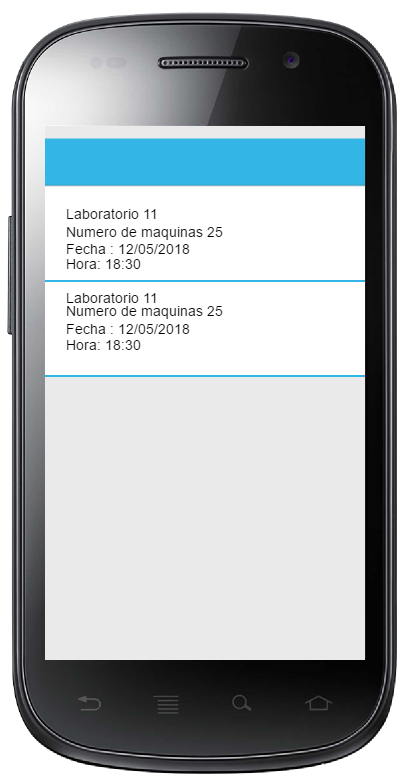 Laboratorio 11
Numero de maquinas 25
Fecha : 12/05/2018
Hora: 18:30
Laboratorio 11
Numero de maquinas 25
Fecha : 12/05/2018
Hora: 18:30